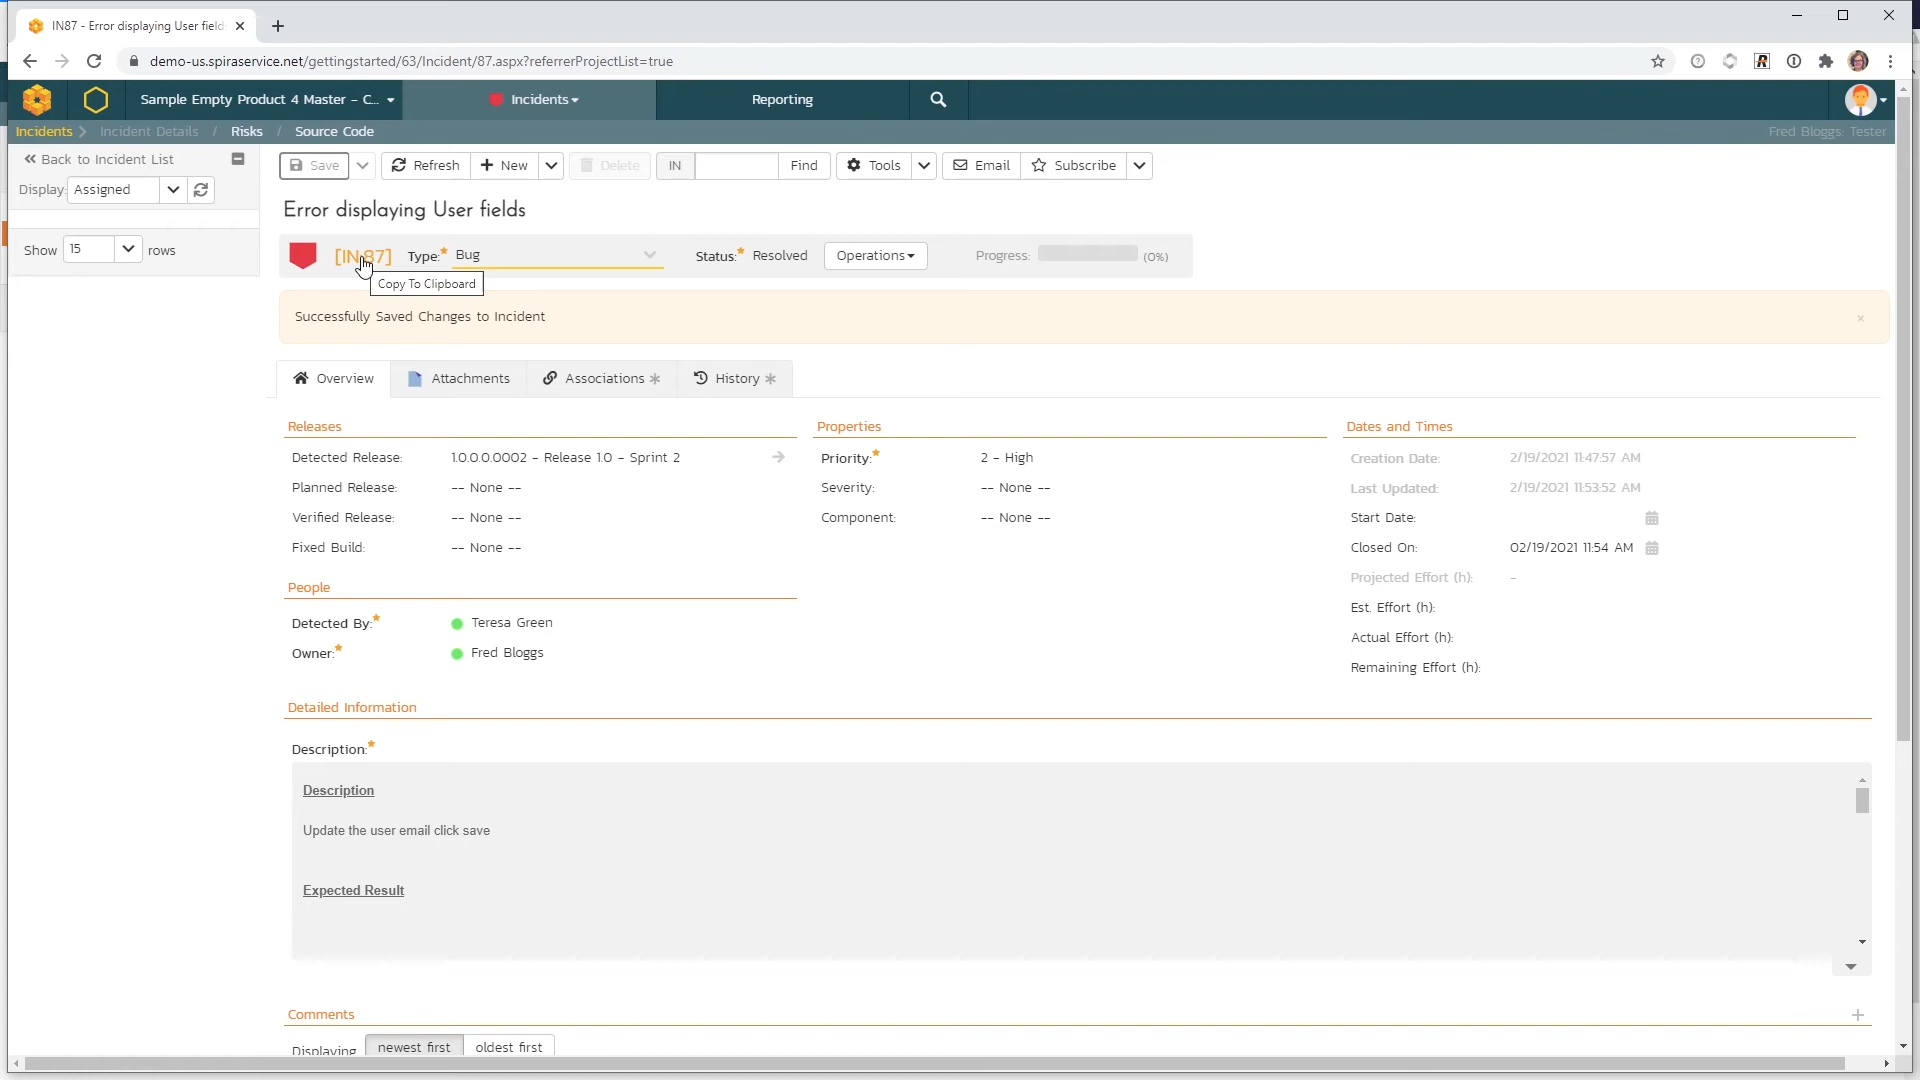 IN87 - Error displaying User field
demo-us.spiraservice.net/gettingstarted/63/Incident/87.aspx?referrerProjectList=true
Sample Empty Product 4 Master - C... Incidents Reporting
Incidents Incident Details / Risks / Source Code Fred Bloggs: Tester
Back to Incident List
Display: Assigned
Show 15 rows
Save Refresh New Delete IN Find Tools Email Subscribe
Error displaying User fields
[IN:87] Type:* Bug Status:* Resolved Operations Progress: (0%)
Copy To Clipboard
Successfully Saved Changes to Incident ×
Overview Attachments Associations History
Releases
Detected Release: 1.0.0.0.0002 - Release 1.0 - Sprint 2
Planned Release: -- None --
Verified Release: -- None --
Fixed Build: -- None --
People
Detected By:* Teresa Green
Owner:* Fred Bloggs
Properties
Priority:* 2 - High
Severity: -- None --
Component: -- None --
Dates and Times
Creation Date: 2/19/2021 11:47:57 AM
Last Updated: 2/19/2021 11:53:52 AM
Start Date:
Closed On: 02/19/2021 11:54 AM
Projected Effort (h): -
Est. Effort (h):
Actual Effort (h):
Remaining Effort (h):
Detailed Information
Description:*
Description
Update the user email click save
Expected Result
Comments
Displaying newest first oldest first